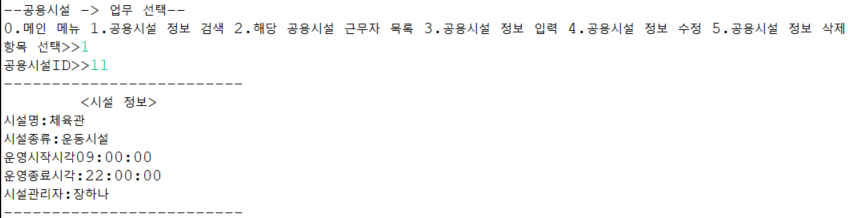 --공용시설 -> 업무 선택--
0.메인 메뉴 1.공용시설 정보 검색 2.해당 공용시설 근무자 목록 3.공용시설 정보 입력 4.공용시설 정보 수정 5.공용시설 정보 삭제
항목 선택>>1
공용시설ID>>11
-------------------------
<시설 정보>
시설명:체육관
시설종류:운동시설
운영시작시각09:00:00
운영종료시각:22:00:00
시설관리자:장하나
-------------------------